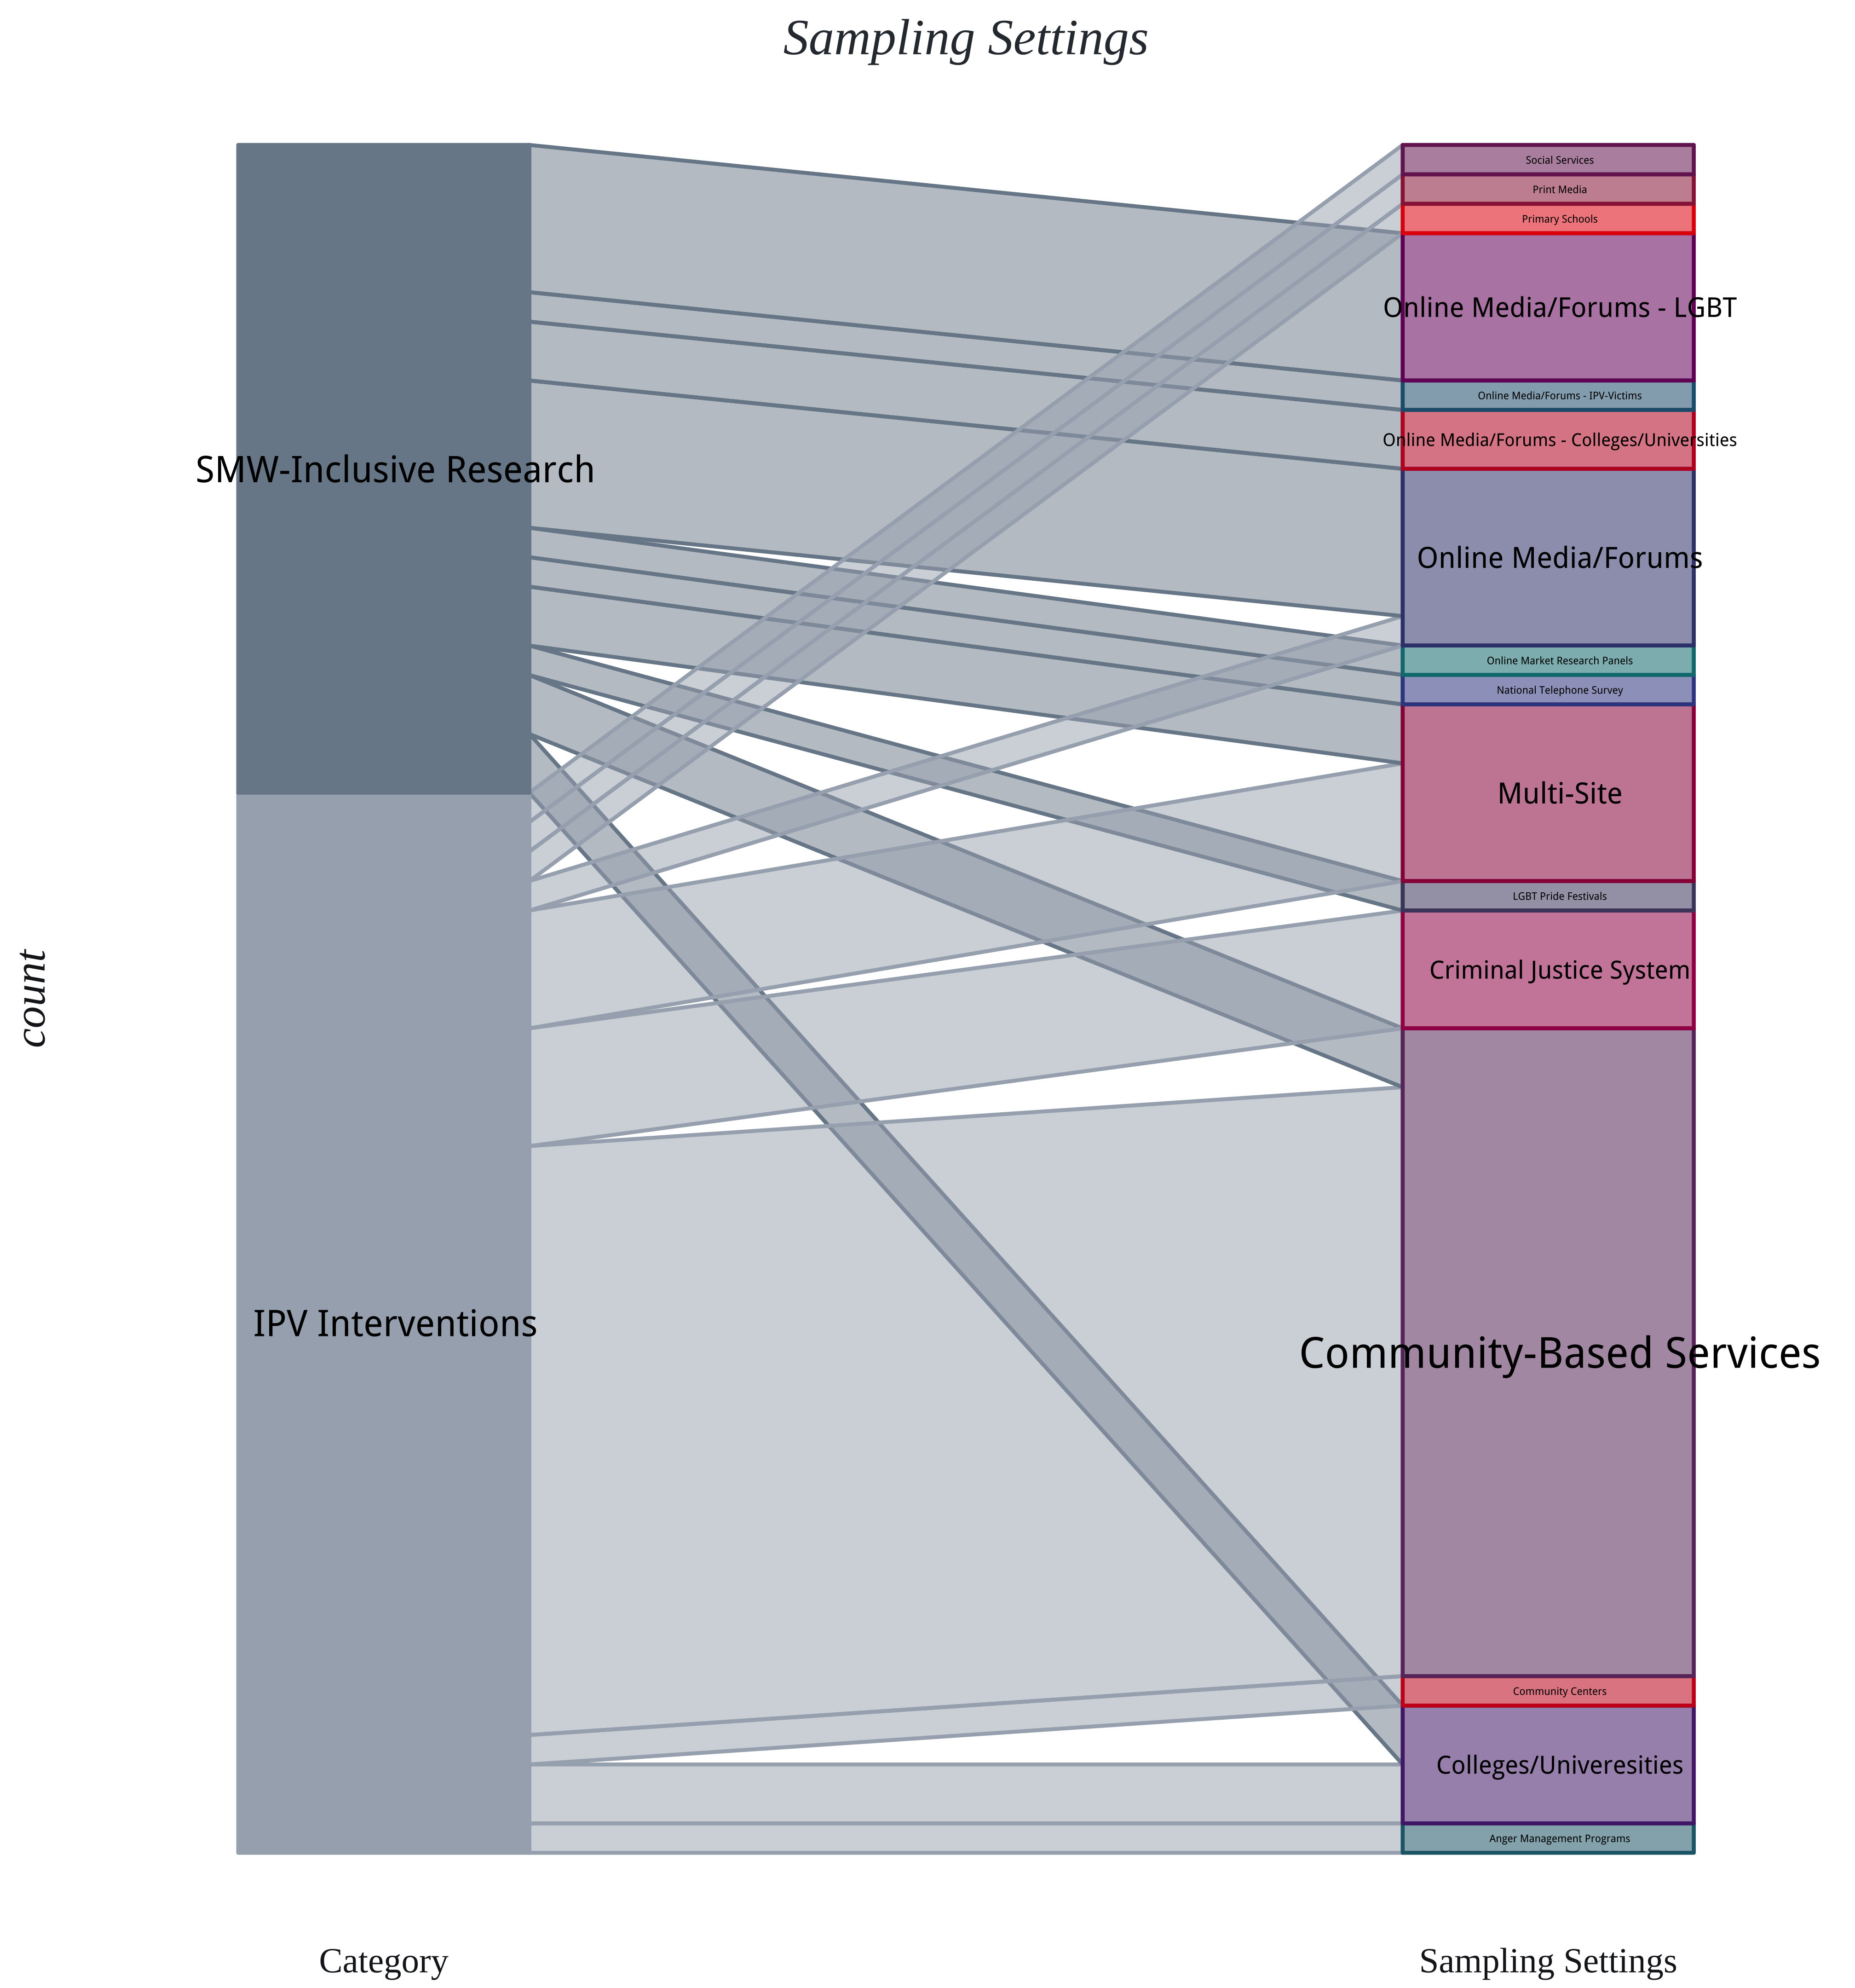 Sampling Settings
Social Services
Print Media
Primary Schools
Online Media/Forums - LGBT
Online Media/Forums - IPV-Victims
Online Media/Forums - Colleges/Universities
SMW-Inclusive Research
Online Media/Forums
Online Market Research Panels
National Telephone Survey
Multi-Site
LGBT Pride Festivals
Criminal Justice System
count
IPV Interventions
Community-Based Services
Community Centers
Colleges/Univeresities
Anger Management Programs
Category
Sampling Settings